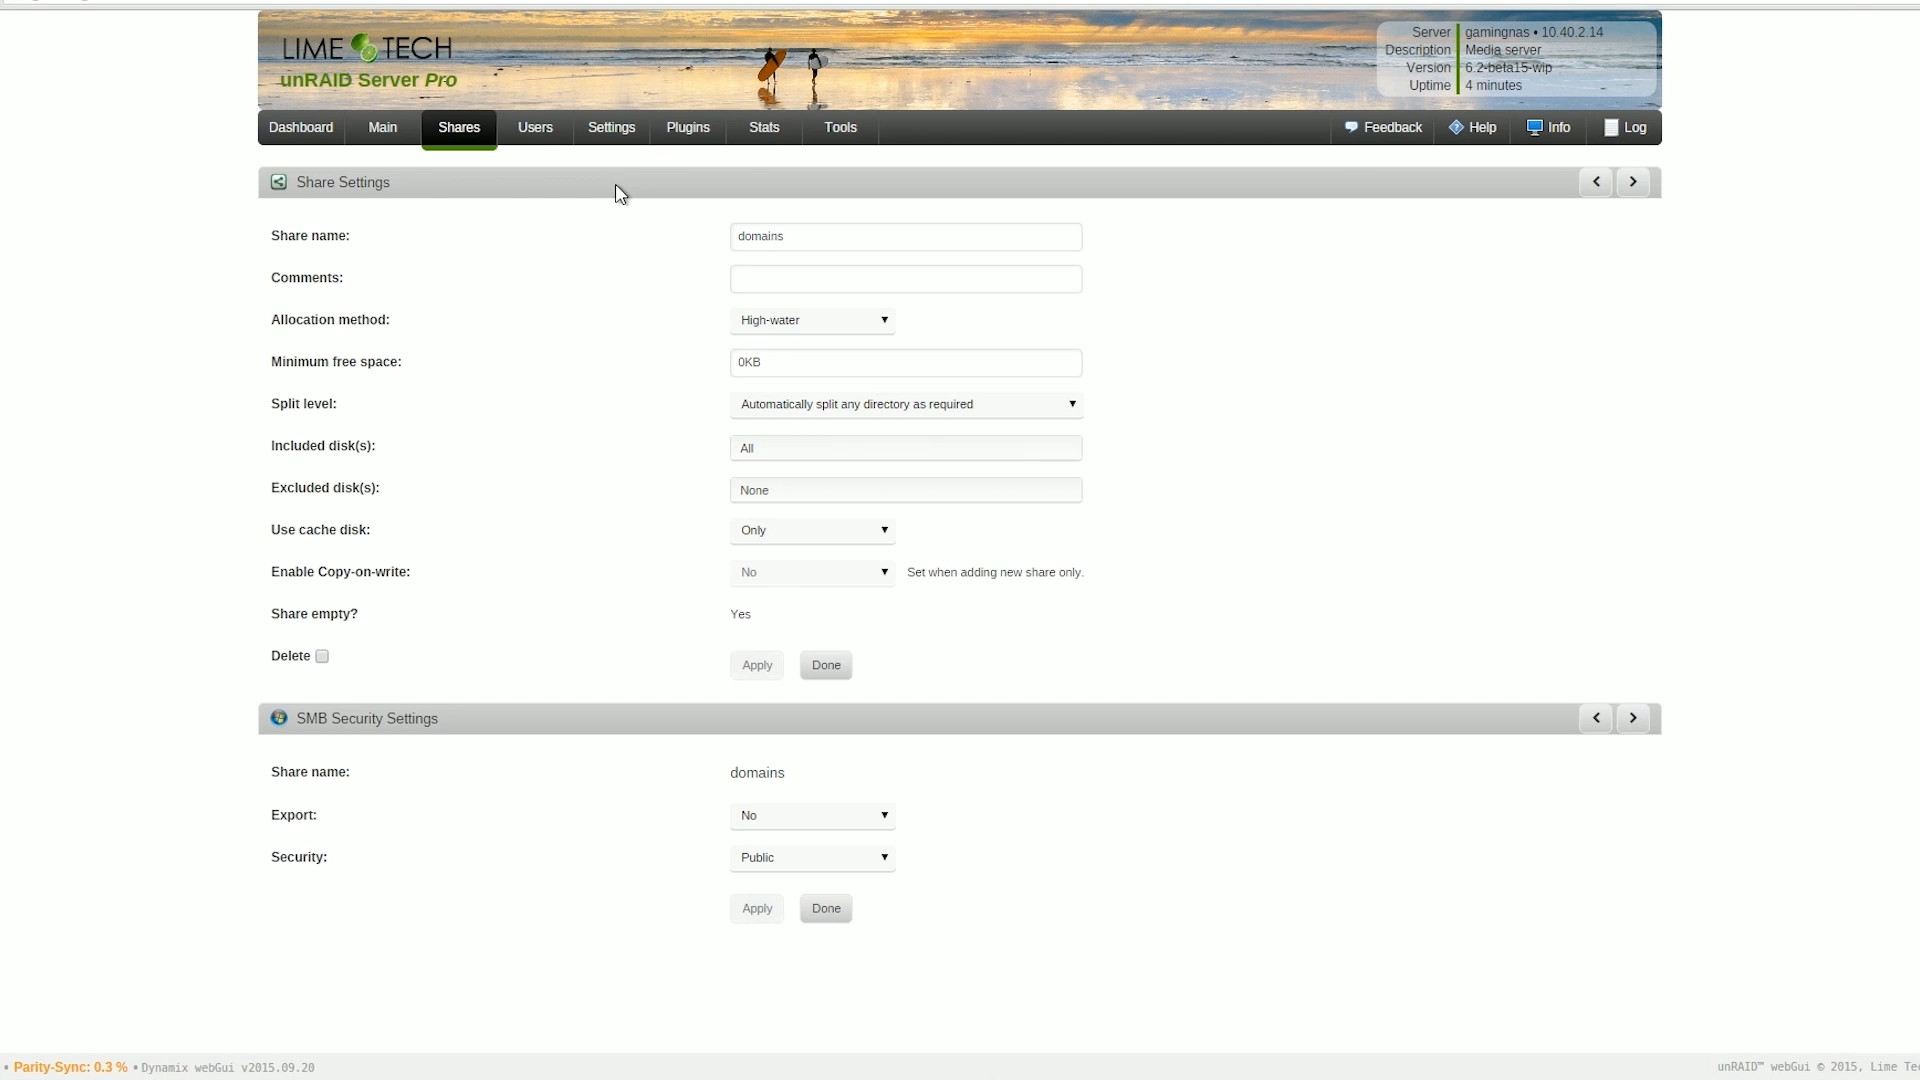 LIME TECH
unRAID Server Pro
Server gamingnas • 10.40.2.14
Description Media server
Version 6.2-beta15-wip
Uptime 4 minutes
Dashboard Main Shares Users Settings Plugins Stats Tools Feedback Help Info Log
Share Settings
Share name: domains
Comments:
Allocation method: High-water
Minimum free space: 0KB
Split level: Automatically split any directory as required
Included disk(s): All
Excluded disk(s): None
Use cache disk: Only
Enable Copy-on-write: No Set when adding new share only.
Share empty? Yes
Delete Apply Done
SMB Security Settings
Share name: domains
Export: No
Security: Public
Apply Done
• Parity-Sync: 0.3 % • Dynamix webGui v2015.09.20 unRAID™ webGui © 2015, Lime Tec